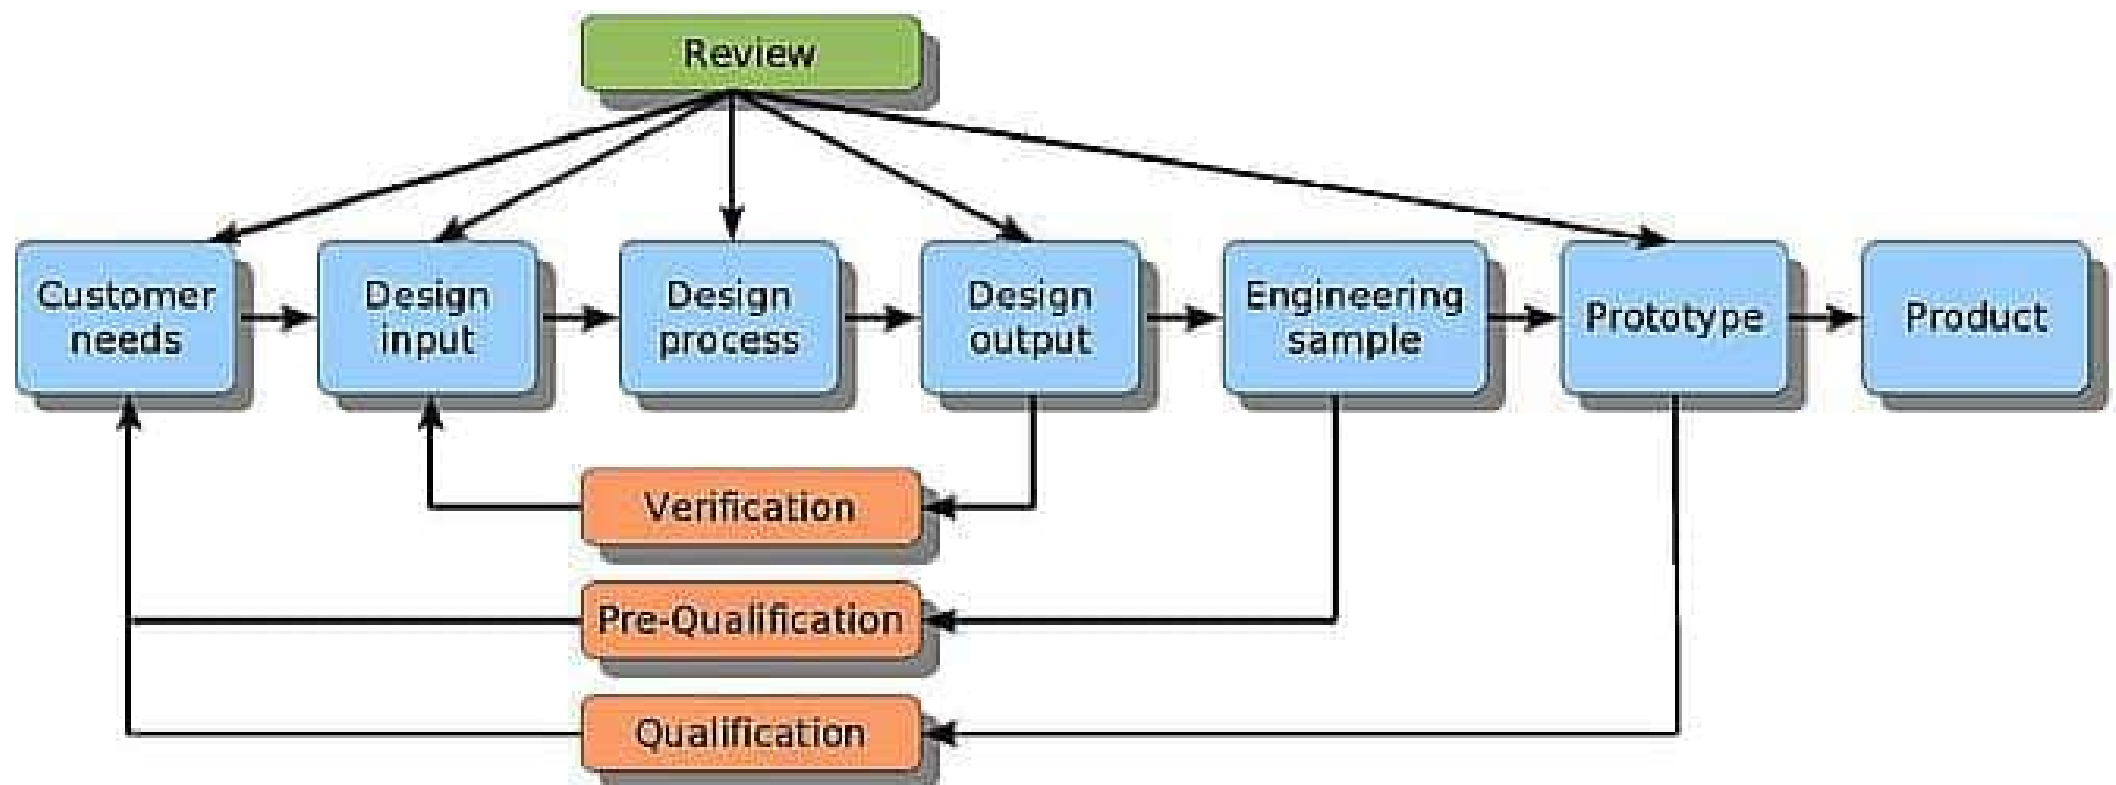 Review
Customer
needs
Design
input
Design
process
Design
output
Engineering
sample
Prototype
Product
Verification
Pre-Qualification
Qualification